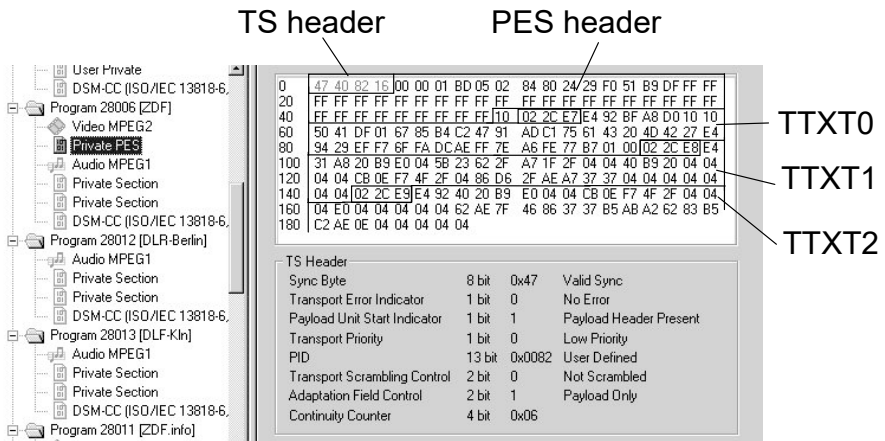 TS header
PES header
User Private
DSM-CC (ISO/IEC 13818-6,
Program 28006 [ZDF]
Video MPEG2
Private PES
Audio MPEG1
Private Section
Private Section
DSM-CC (ISO/IEC 13818-6,
Program 28012 [DLR-Berlin]
Audio MPEG1
Private Section
Private Section
DSM-CC (ISO/IEC 13818-6,
Program 28013 [DLF-Kln]
Audio MPEG1
Private Section
Private Section
DSM-CC (ISO/IEC 13818-6,
Program 28011 [ZDF.info]
0 47 40 82 16 00 00 01 BD 05 02 84 80 24 29 F0 51 B9 DF FF FF
20 FF FF FF FF FF FF FF FF FF FF FF FF FF FF FF FF FF FF FF FF
40 FF FF FF FF FF FF FF FF FF 10 02 2C E7 E4 92 BF A8 D0 10 10
60 50 41 DF 01 67 85 B4 C2 47 91 AD C1 75 61 43 20 4D 42 27 E4
80 94 29 EF F7 6F FA DC AE FF 7E A6 FE 77 B7 01 00 02 2C E8 E4
100 31 A8 20 B9 E0 04 5B 23 62 2F A7 1F 2F 04 04 40 B9 20 04 04
120 04 04 CB 0E F7 4F 2F 04 86 D6 2F AE A7 37 37 04 04 04 04 04
140 04 04 02 2C E9 E4 92 40 20 B9 E0 04 04 CB 0E F7 4F 2F 04 04
160 04 E0 04 04 04 04 04 62 AE 7F 46 86 37 37 B5 AB A2 62 83 B5
180 C2 AE 0E 04 04 04 04 04
TTXT0
TTXT1
TTXT2
TS Header
Sync Byte 8 bit 0x47 Valid Sync
Transport Error Indicator 1 bit 0 No Error
Payload Unit Start Indicator 1 bit 1 Payload Header Present
Transport Priority 1 bit 0 Low Priority
PID 13 bit 0x0082 User Defined
Transport Scrambling Control 2 bit 0 Not Scrambled
Adaptation Field Control 2 bit 1 Payload Only
Continuity Counter 4 bit 0x06